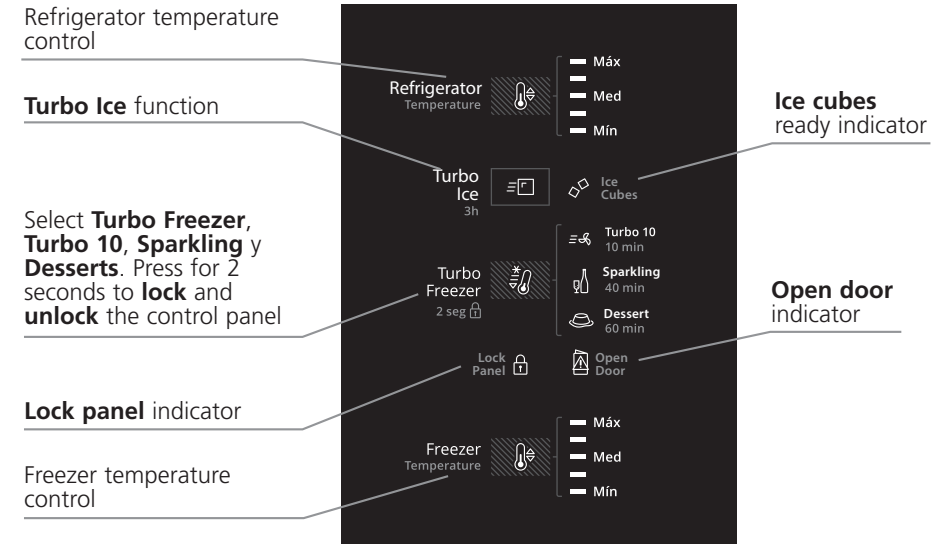 Refrigerator temperature
control
Turbo Ice function
Select Turbo Freezer,
Turbo 10, Sparkling y
Desserts. Press for 2
seconds to lock and
unlock the control panel
Lock panel indicator
Freezer temperature
control
Refrigerator
Temperature
Máx
Med
Mín
Turbo
Ice
3h
Ice
Cubes
Turbo
Freezer
2 seg
Turbo 10
10 min
Sparkling
40 min
Dessert
60 min
Lock
Panel
Open
Door
Freezer
Temperature
Máx
Med
Mín
Ice cubes
ready indicator
Open door
indicator